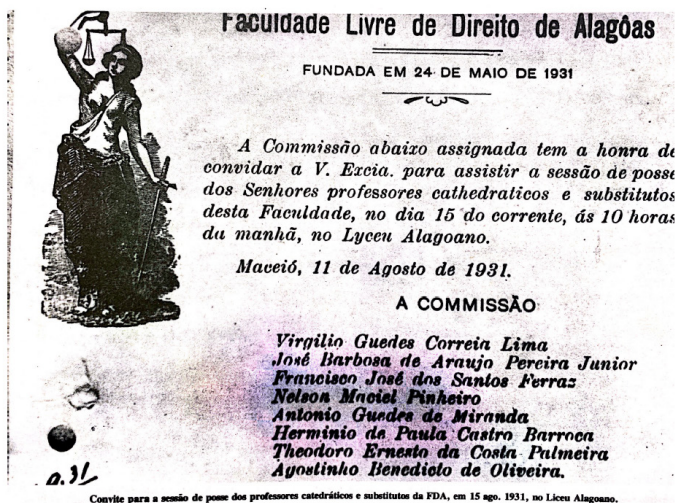 Faculdade Livre de Direito de Alagôas
FUNDADA EM 24 DE MAIO DE 1931
A Commissão abaixo assignada tem a honra de
convidar a V. Excia. para assistir a sessão de posse
dos Senhores professores cathedraticos e substitutos
desta Faculdade, no dia 15 do corrente, ás 10 horas
da manhã, no Lyceu Alagoano.
Maceió, 11 de Agosto de 1931.
A COMMISSÃO
Virgilio Guedes Correia Lima
José Barbosa de Araujo Pereira Junior
Francisco José dos Santos Ferraz
Nelson Maciel Pinheiro
Antonio Guedes de Miranda
Herminio de Paula Castro Barroca
Theodoro Ernesto da Costa Palmeira
Agostinho Benedicto de Oliveira.
Convite para a sessão de posse dos professores catedráticos e substitutos da FDA, em 15 ago. 1931, no Liceu Alagoano.